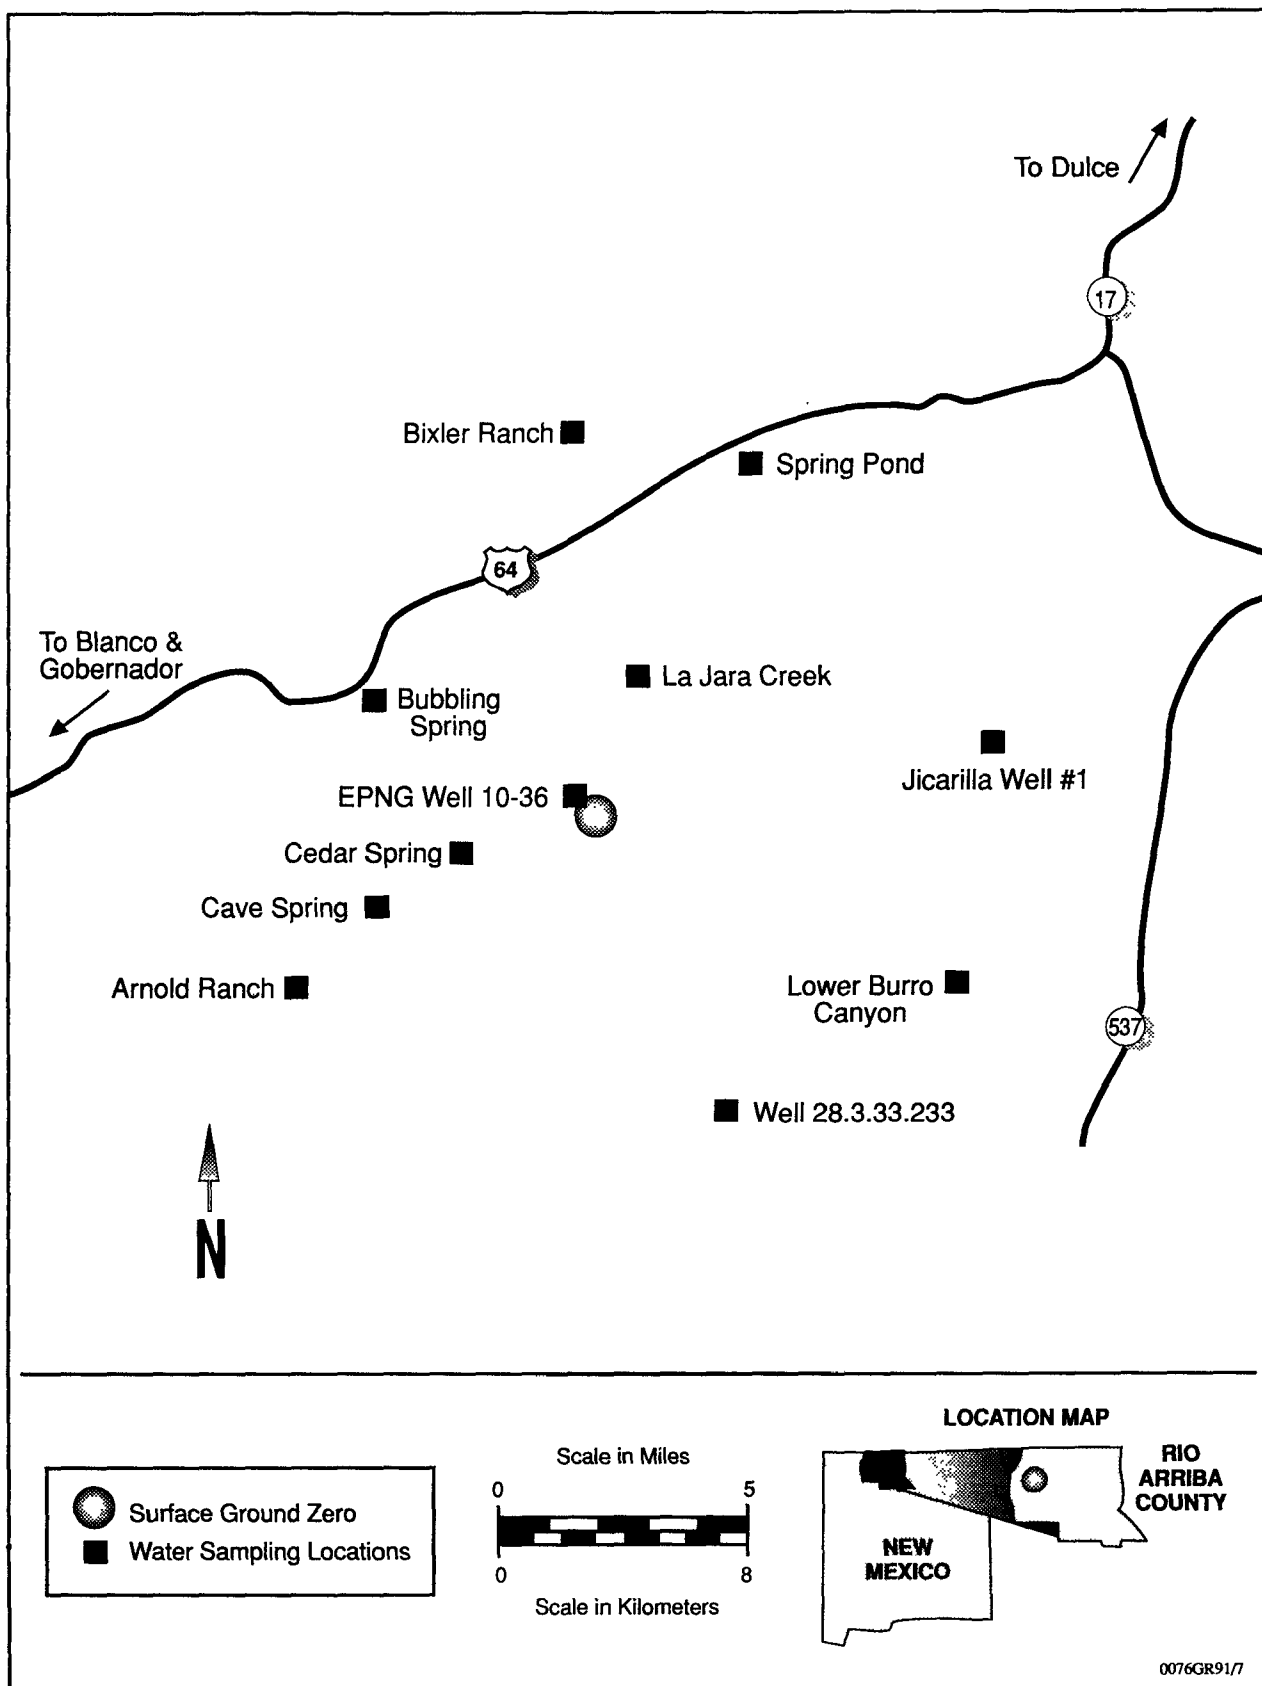 To Dulce
17
Bixler Ranch
Spring Pond
64
To Blanco &
Gobernador
La Jara Creek
Bubbling
Spring
Jicarilla Well #1
EPNG Well 10-36
Cedar Spring
Cave Spring
Arnold Ranch
Lower Burro
Canyon
537
Well 28.3.33.233
N
Surface Ground Zero
Water Sampling Locations
Scale in Miles
0 5
0 8
Scale in Kilometers
LOCATION MAP
RIO
ARRIBA
COUNTY
NEW
MEXICO
0076GR91/7